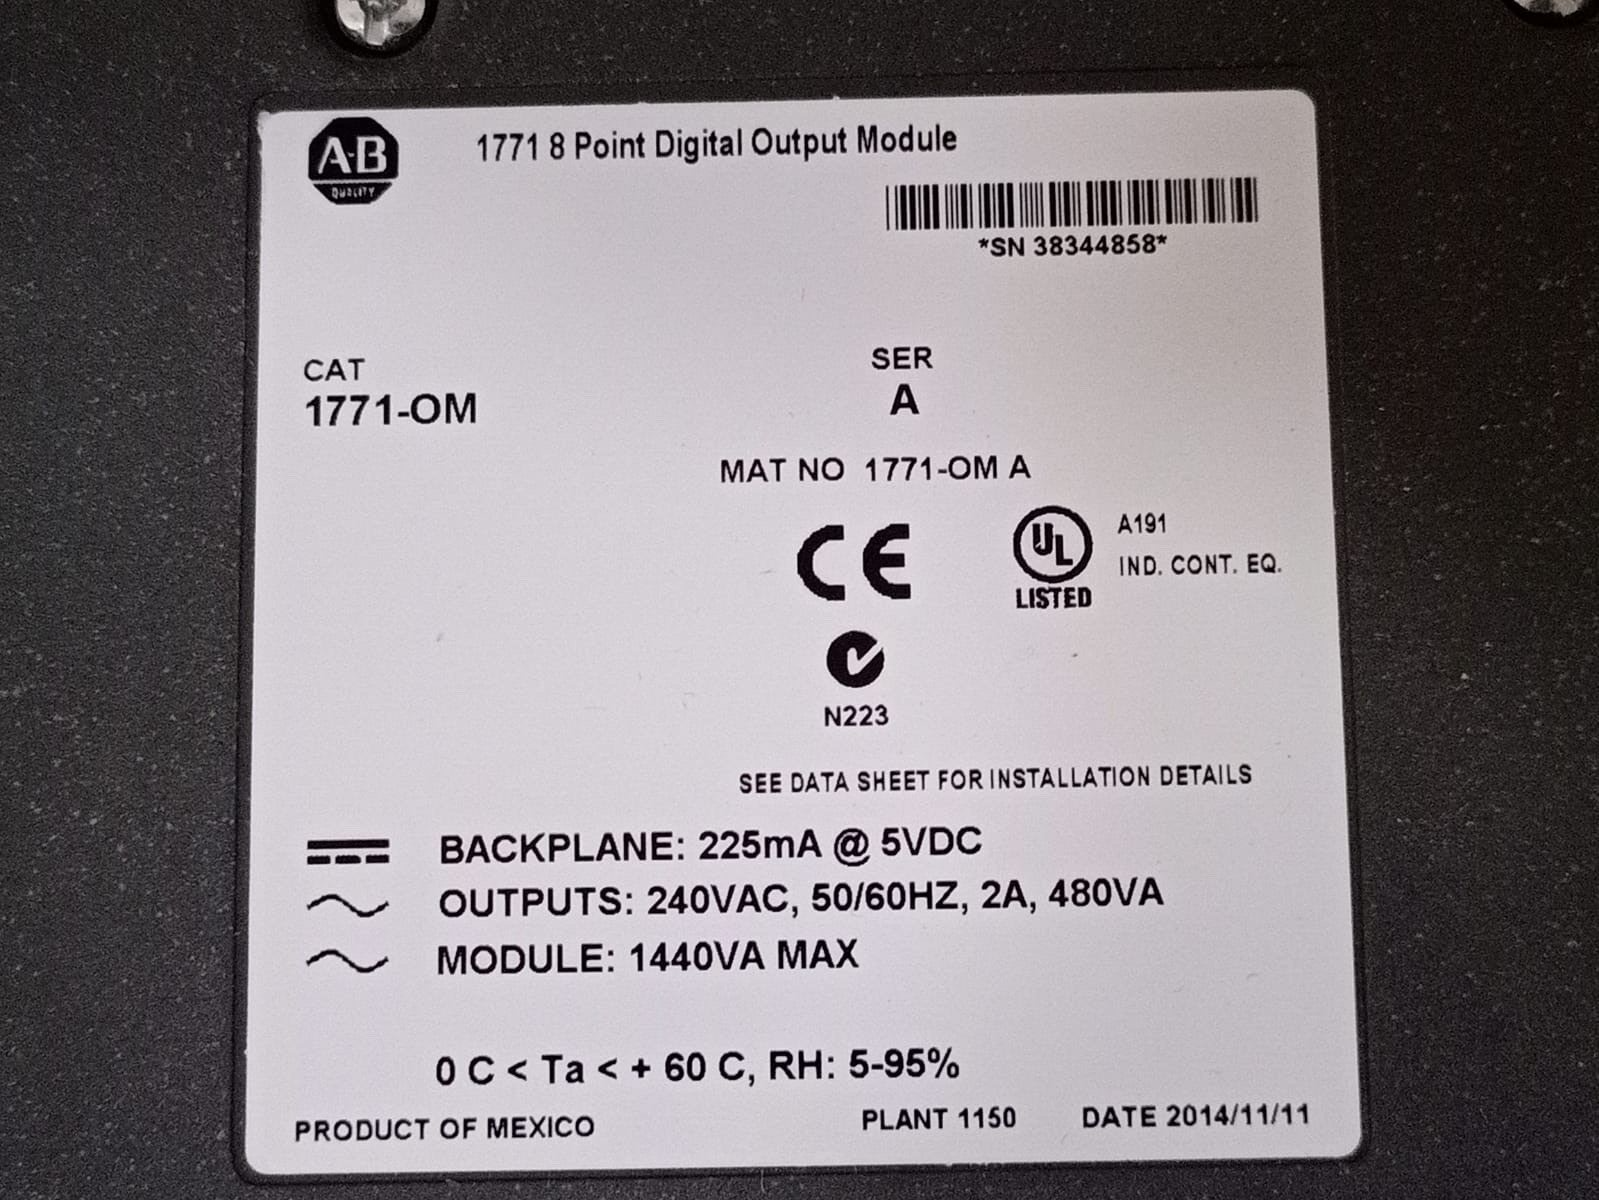 A·B
QUALITY
1771 8 Point Digital Output Module
*SN 38344858*
CAT
1771-OM
SER
A
MAT NO 1771-OM A
CE
UL
LISTED
A191
IND. CONT. EQ.
N223
SEE DATA SHEET FOR INSTALLATION DETAILS
BACKPLANE: 225mA @ 5VDC
OUTPUTS: 240VAC, 50/60HZ, 2A, 480VA
MODULE: 1440VA MAX
0 C < Ta < + 60 C, RH: 5-95%
PRODUCT OF MEXICO PLANT 1150 DATE 2014/11/11